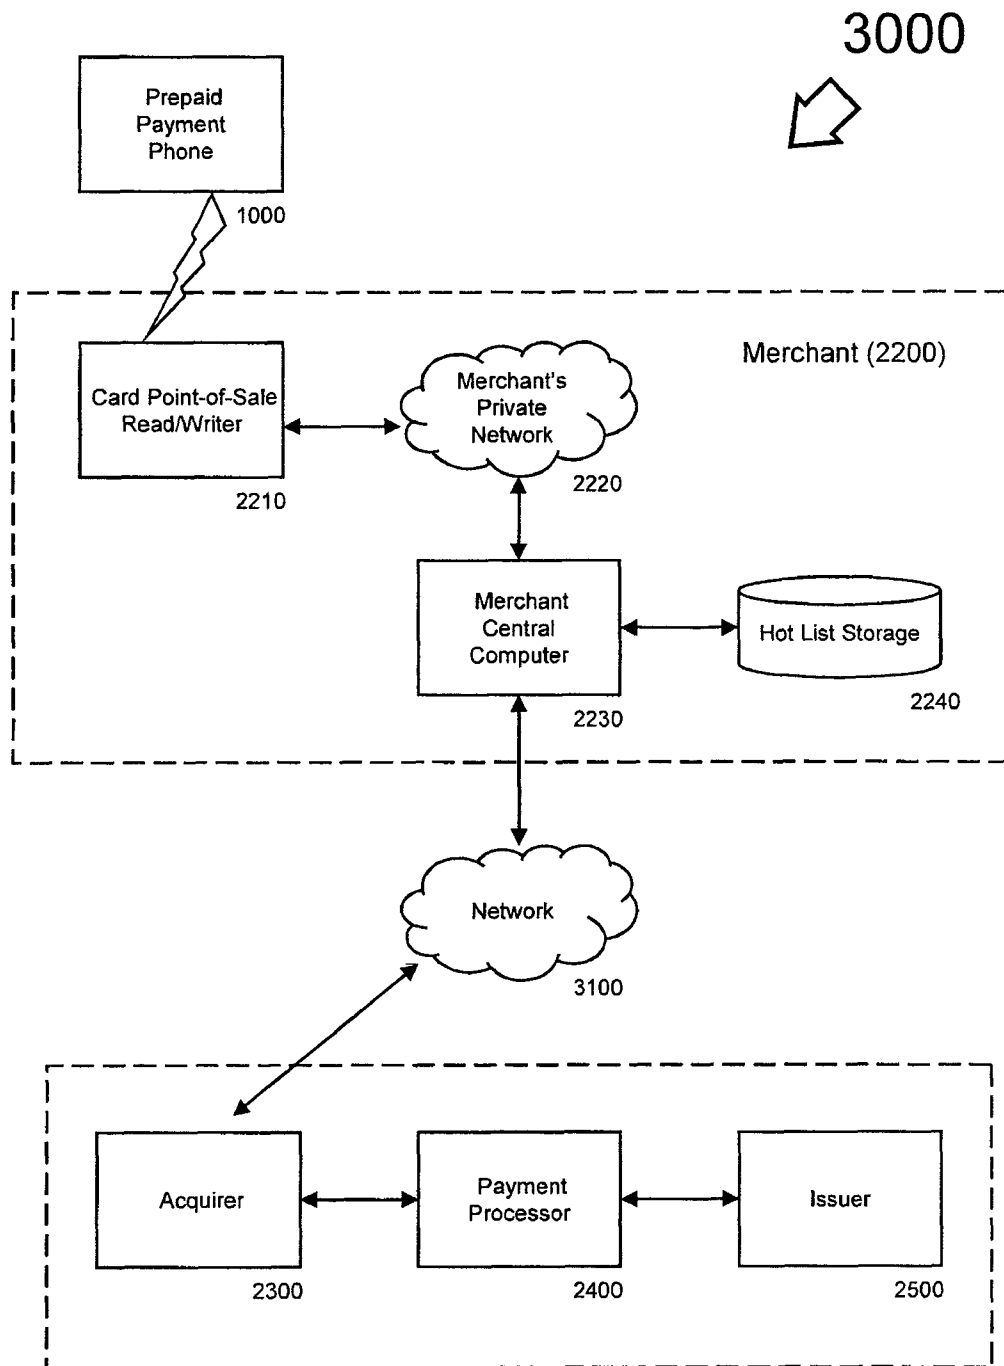 3000
Prepaid
Payment
Phone
1000
Merchant (2200)
Card Point-of-Sale
Read/Writer
2210
Merchant's
Private
Network
2220
Merchant
Central
Computer
2230
Hot List Storage
2240
Network
3100
Acquirer
2300
Payment
Processor
2400
Issuer
2500